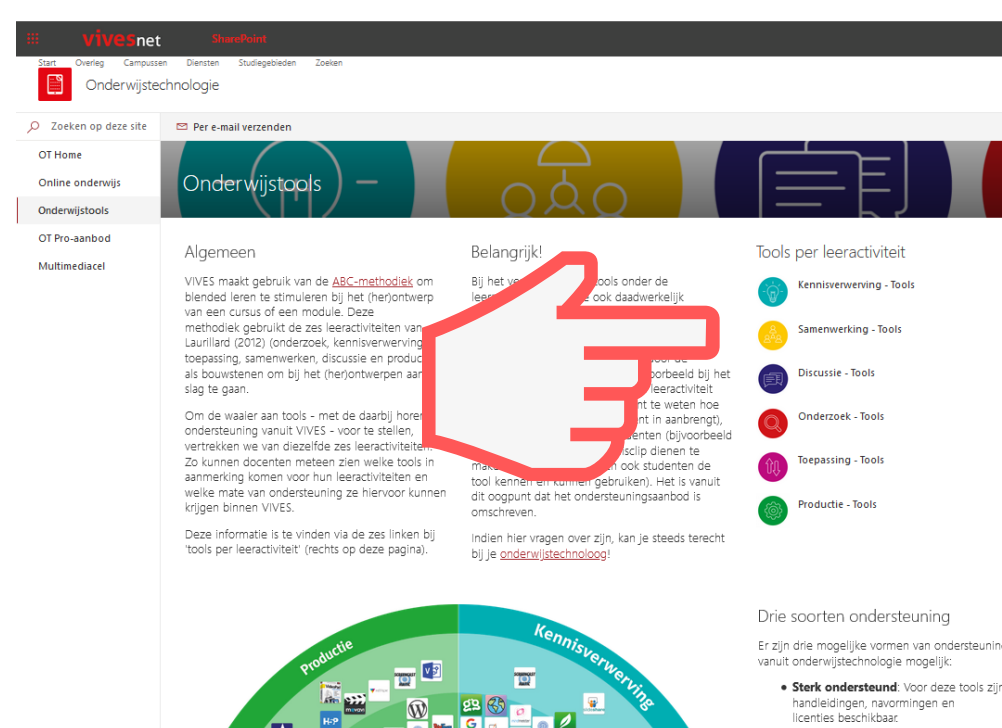 vivesnet SharePoint
Start Overleg Campussen Diensten Studiegebieden Zoeken
Onderwijstechnologie
Zoeken op deze site
Per e-mail verzenden
OT Home
Online onderwijs
Onderwijstools
OT Pro-aanbod
Multimediacel
Onderwijstools
Algemeen
VIVES maakt gebruik van de ABC-methodiek om
blended leren te stimuleren bij het (her)ontwerp
van een cursus of een module. Deze
methodiek gebruikt de zes leeractiviteiten van
Laurillard (2012) (onderzoek, kennisverwerving
toepassing, samenwerken, discussie en
als bouwstenen om bij het (her)ontwerpen
slag te gaan.
Om de waaier aan tools - met de daarbij
ondersteuning vanuit VIVES - voor te stellen,
vertrekken we van diezelfde zes leeractiviteiten.
Zo kunnen docenten meteen zien welke tools in
aanmerking komen voor hun leeractiviteiten en
welke mate van ondersteuning ze hiervoor kunnen
krijgen binnen VIVES.
Deze informatie is te vinden via de zes linken bij
'tools per leeractiviteit' (rechts op deze pagina).
Belangrijk!
Bij het tools onder de
ook daadwerkelijk
de
bij het
leeractiviteit
te weten hoe
in aanbrengt),
(bijvoorbeeld
dienen te
ook studenten de
tool kennen en kunnen gebruiken). Het is vanuit
dit oogpunt dat het ondersteuningsaanbod is
omschreven.
Indien hier vragen over zijn, kan je steeds terecht
bij je onderwijstechnoloog!
Tools per leeractiviteit
Kennisverwerving - Tools
Samenwerking - Tools
Discussie - Tools
Onderzoek - Tools
Toepassing - Tools
Productie - Tools
Drie soorten ondersteuning
Er zijn drie mogelijke vormen van
vanuit onderwijstechnologie mogelijk:
• Sterk ondersteund: Voor deze tools zijn
handleidingen, navormingen en
licenties beschikbaar.
Productie
Kennisverwerving
H5P